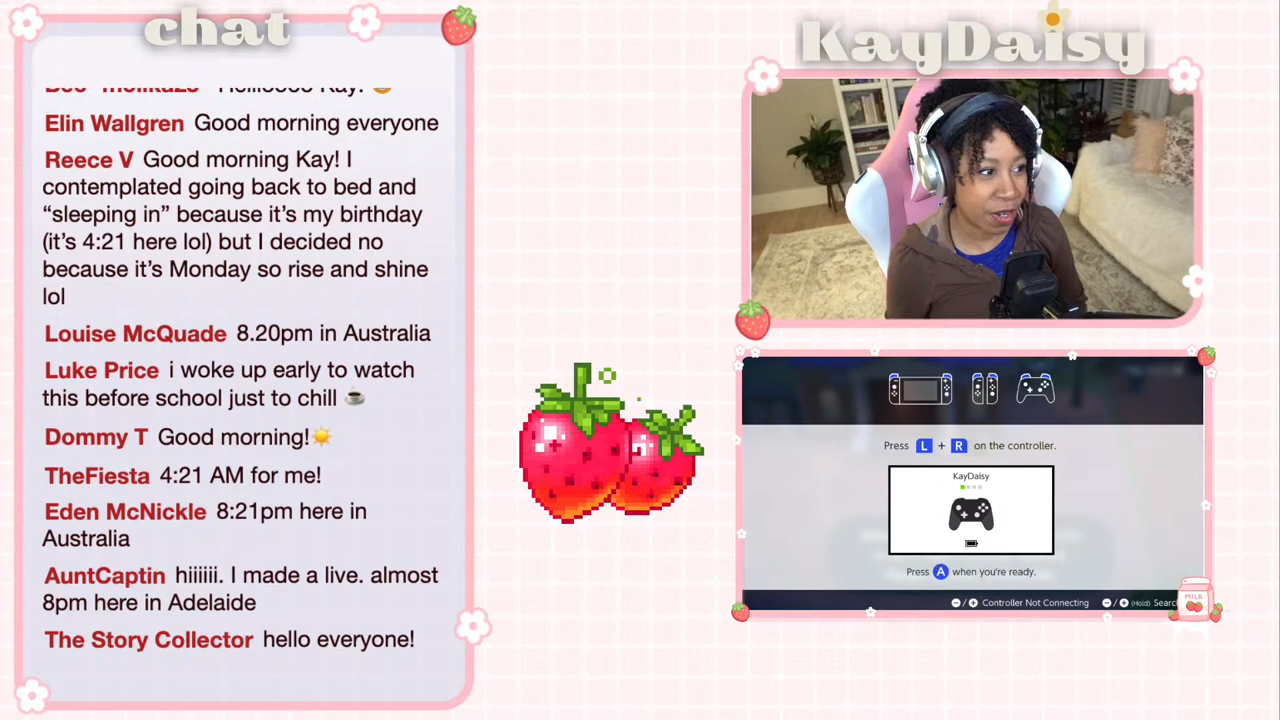 chat
Elin Wallgren Good morning everyone
Reece V Good morning Kay! I
contemplated going back to bed and
“sleeping in” because it’s my birthday
(it’s 4:21 here lol) but I decided no
because it’s Monday so rise and shine
lol
Louise McQuade 8.20pm in Australia
Luke Price i woke up early to watch
this before school just to chill ☕
Dommy T Good morning!☀️
TheFiesta 4:21 AM for me!
Eden McNickle 8:21pm here in
Australia
AuntCaptin hiiiiii. I made a live. almost
8pm here in Adelaide
The Story Collector hello everyone!
KayDaisy
Press L + R on the controller.
KayDaisy
Press A when you're ready.
Controller Not Connecting
(Hold)
MILK